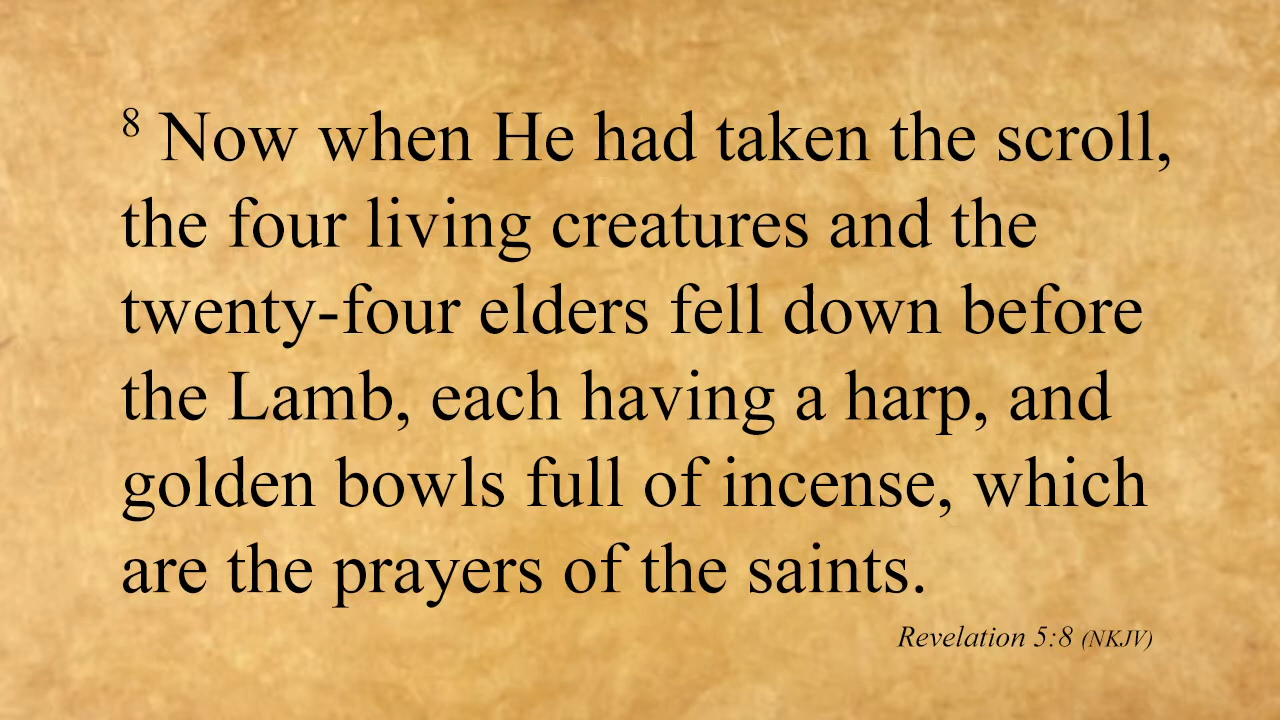 8 Now when He had taken the scroll,
the four living creatures and the
twenty-four elders fell down before
the Lamb, each having a harp, and
golden bowls full of incense, which
are the prayers of the saints.
Revelation 5:8 (NKJV)